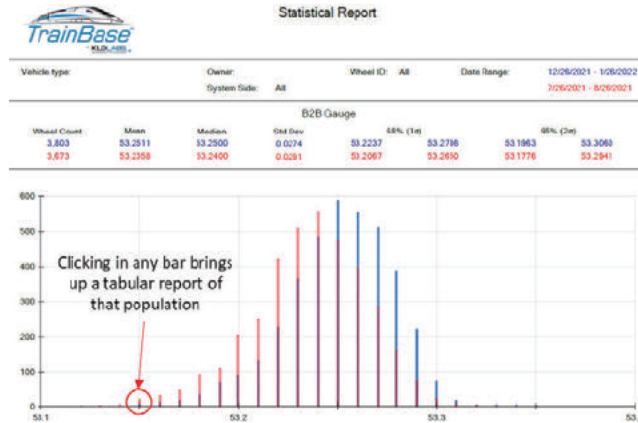 Statistical Report
TrainBase
KLDLABS
Vehicle type: Owner: Wheel ID: All Date Range: 12/26/2021 - 1/26/2022
System Side: All 7/26/2021 - 8/26/2021
B2B Gauge
Wheel Count Mean Median Std Dev 68% (1σ) 95% (2σ)
3,803 53.2511 53.2500 0.0274 53.2237 53.2786 53.1963 53.3060
3,673 53.2358 53.2400 0.0291 53.2067 53.2650 53.1776 53.2941
600
500
Clicking in any bar brings
up a tabular report of
that population
400
300
200
100
0
53.1 53.2 53.3 53.